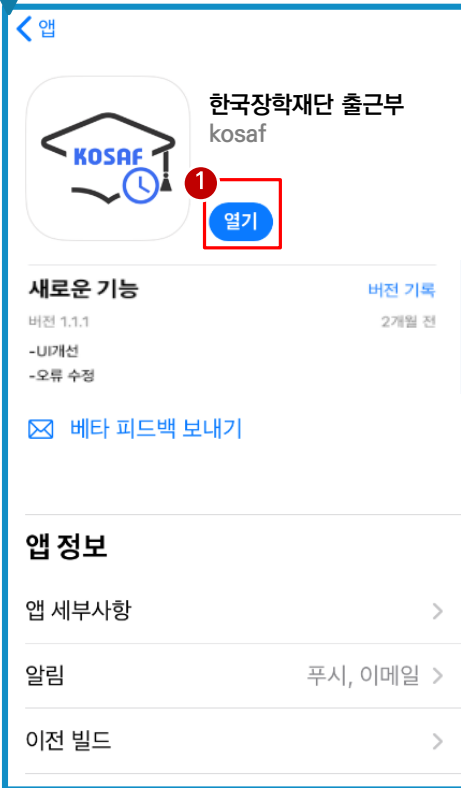 앱
KOSAF
한국장학재단 출근부
kosaf
1
열기
새로운 기능
버전 기록
버전 1.1.1
2개월 전
-UI개선
-오류 수정
베타 피드백 보내기
앱 정보
앱 세부사항
알림
푸시, 이메일
이전 빌드